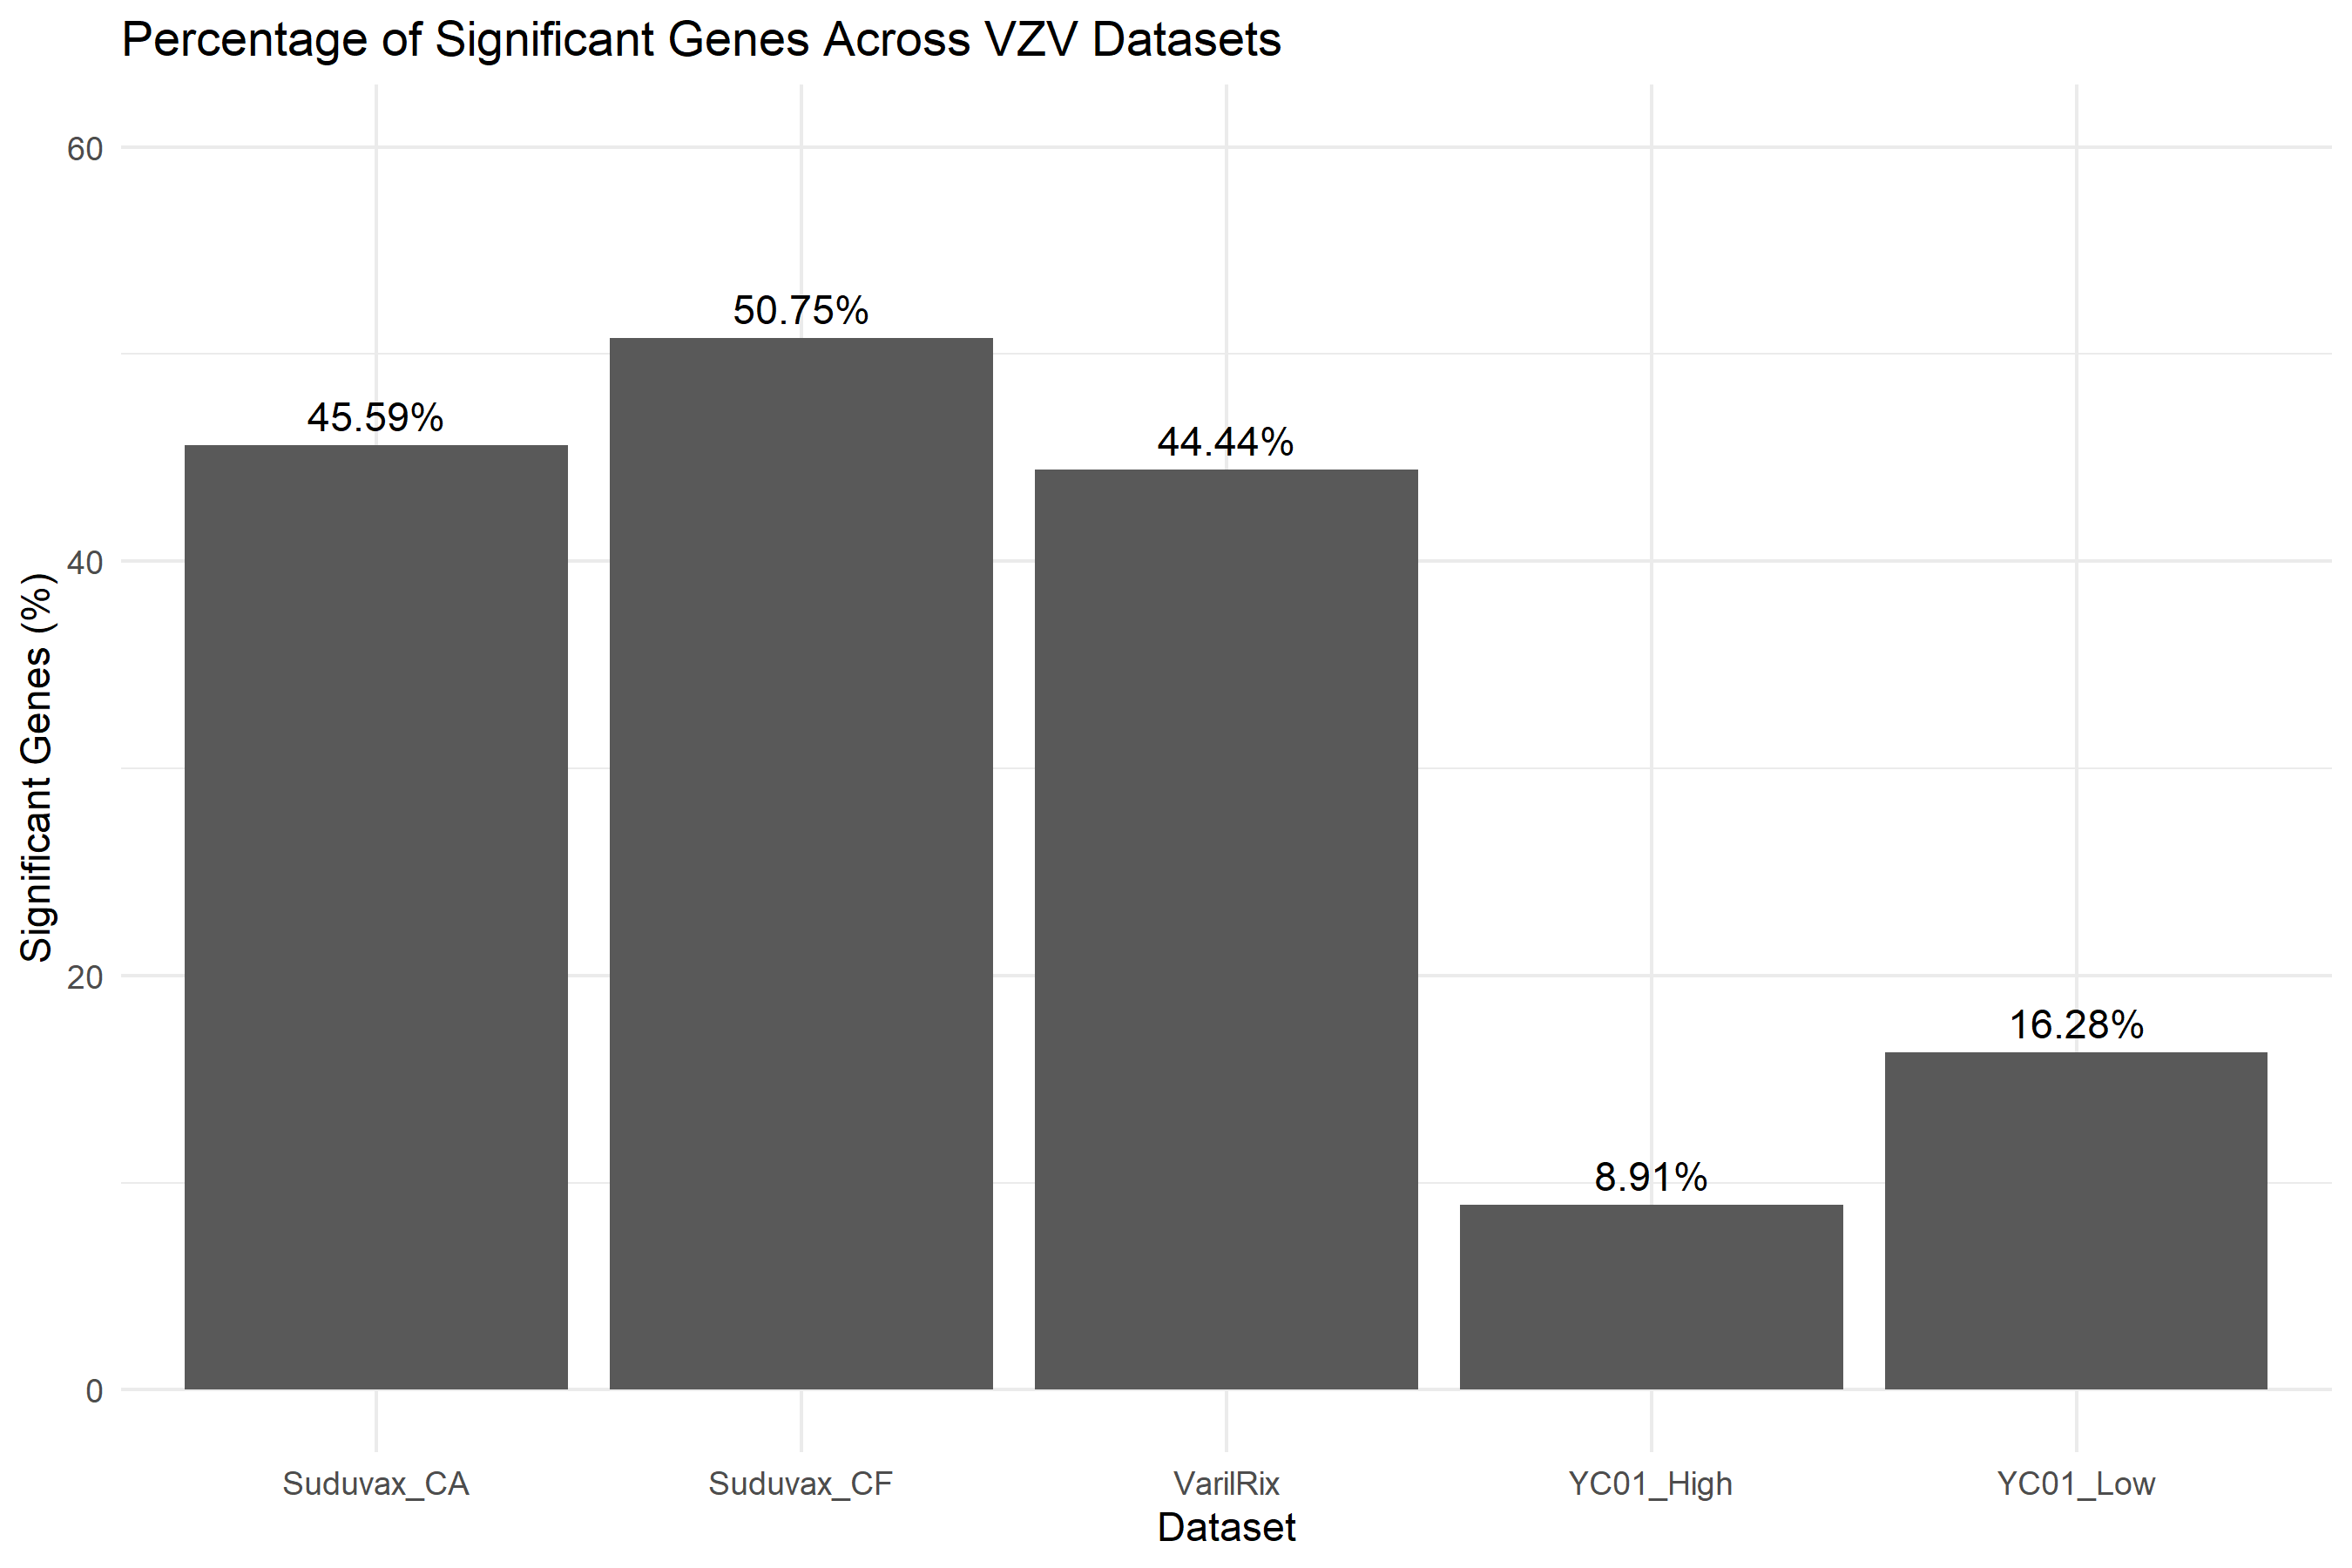 Percentage of Significant Genes Across VZV Datasets
Significant Genes (%)
60
40
20
0
45.59%
50.75%
44.44%
8.91%
16.28%
Suduvax_CA
Suduvax_CF
VarilRix
YC01_High
YC01_Low
Dataset